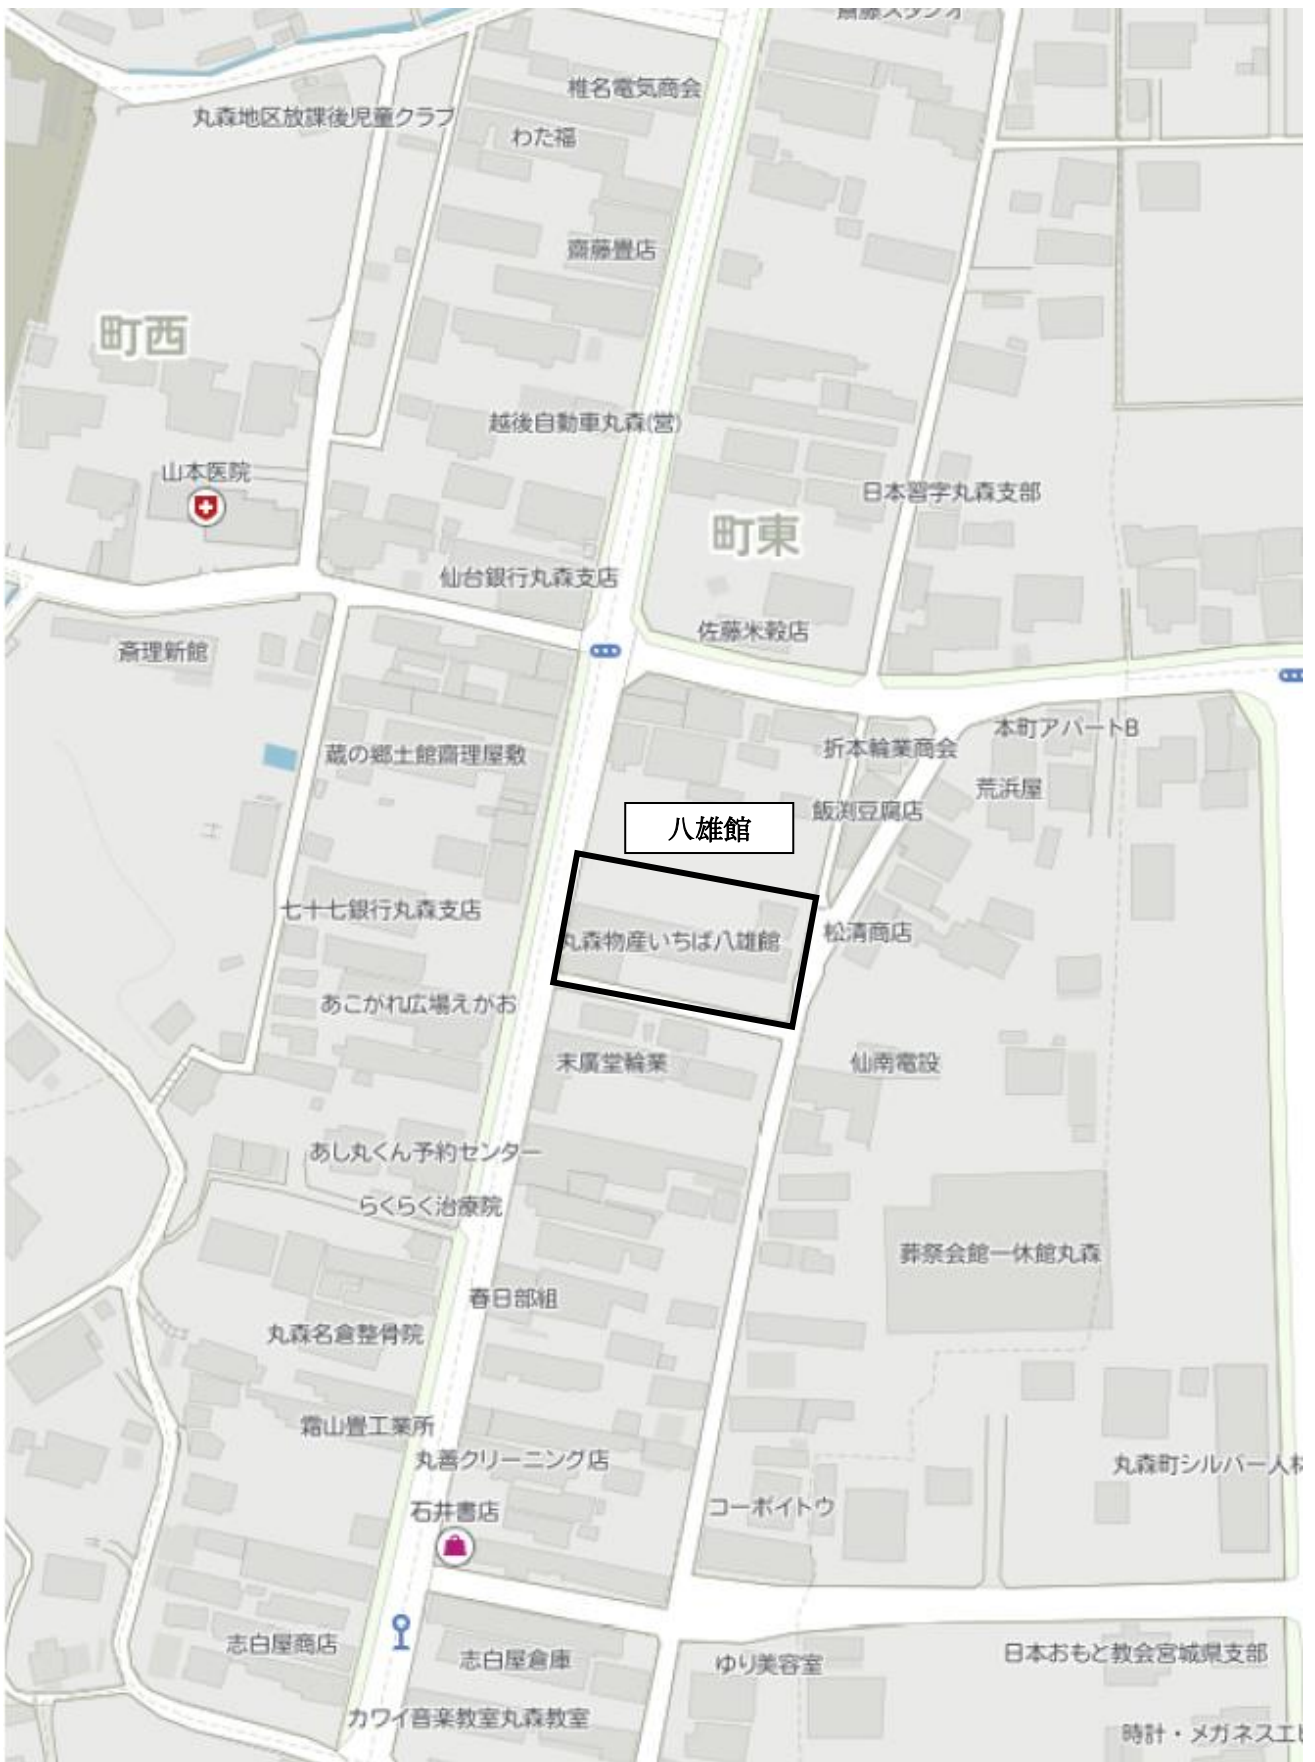 椎名電気商会
丸森地区放課後児童クラブ
わた福
齋藤畳店
町西
越後自動車丸森(営)
山本医院
日本習字丸森支部
町東
仙台銀行丸森支店
佐藤米穀店
斎理新館
本町アパートB
折本輪業商会
蔵の郷土館齋理屋敷
荒浜屋
飯渕豆腐店
八雄館
七十七銀行丸森支店
松清商店
丸森物産いちば八雄館
あこがれ広場えがお
末廣堂輪業
仙南電設
あし丸くん予約センター
らくらく治療院
葬祭会館一休館丸森
春日部組
丸森名倉整骨院
霜山畳工業所
丸善クリーニング店
丸森町シルバー人材
石井書店
コーポイトウ
志白屋商店
志白屋倉庫
ゆり美容室
日本おもと教会宮城県支部
カワイ音楽教室丸森教室
時計・メガネスエ